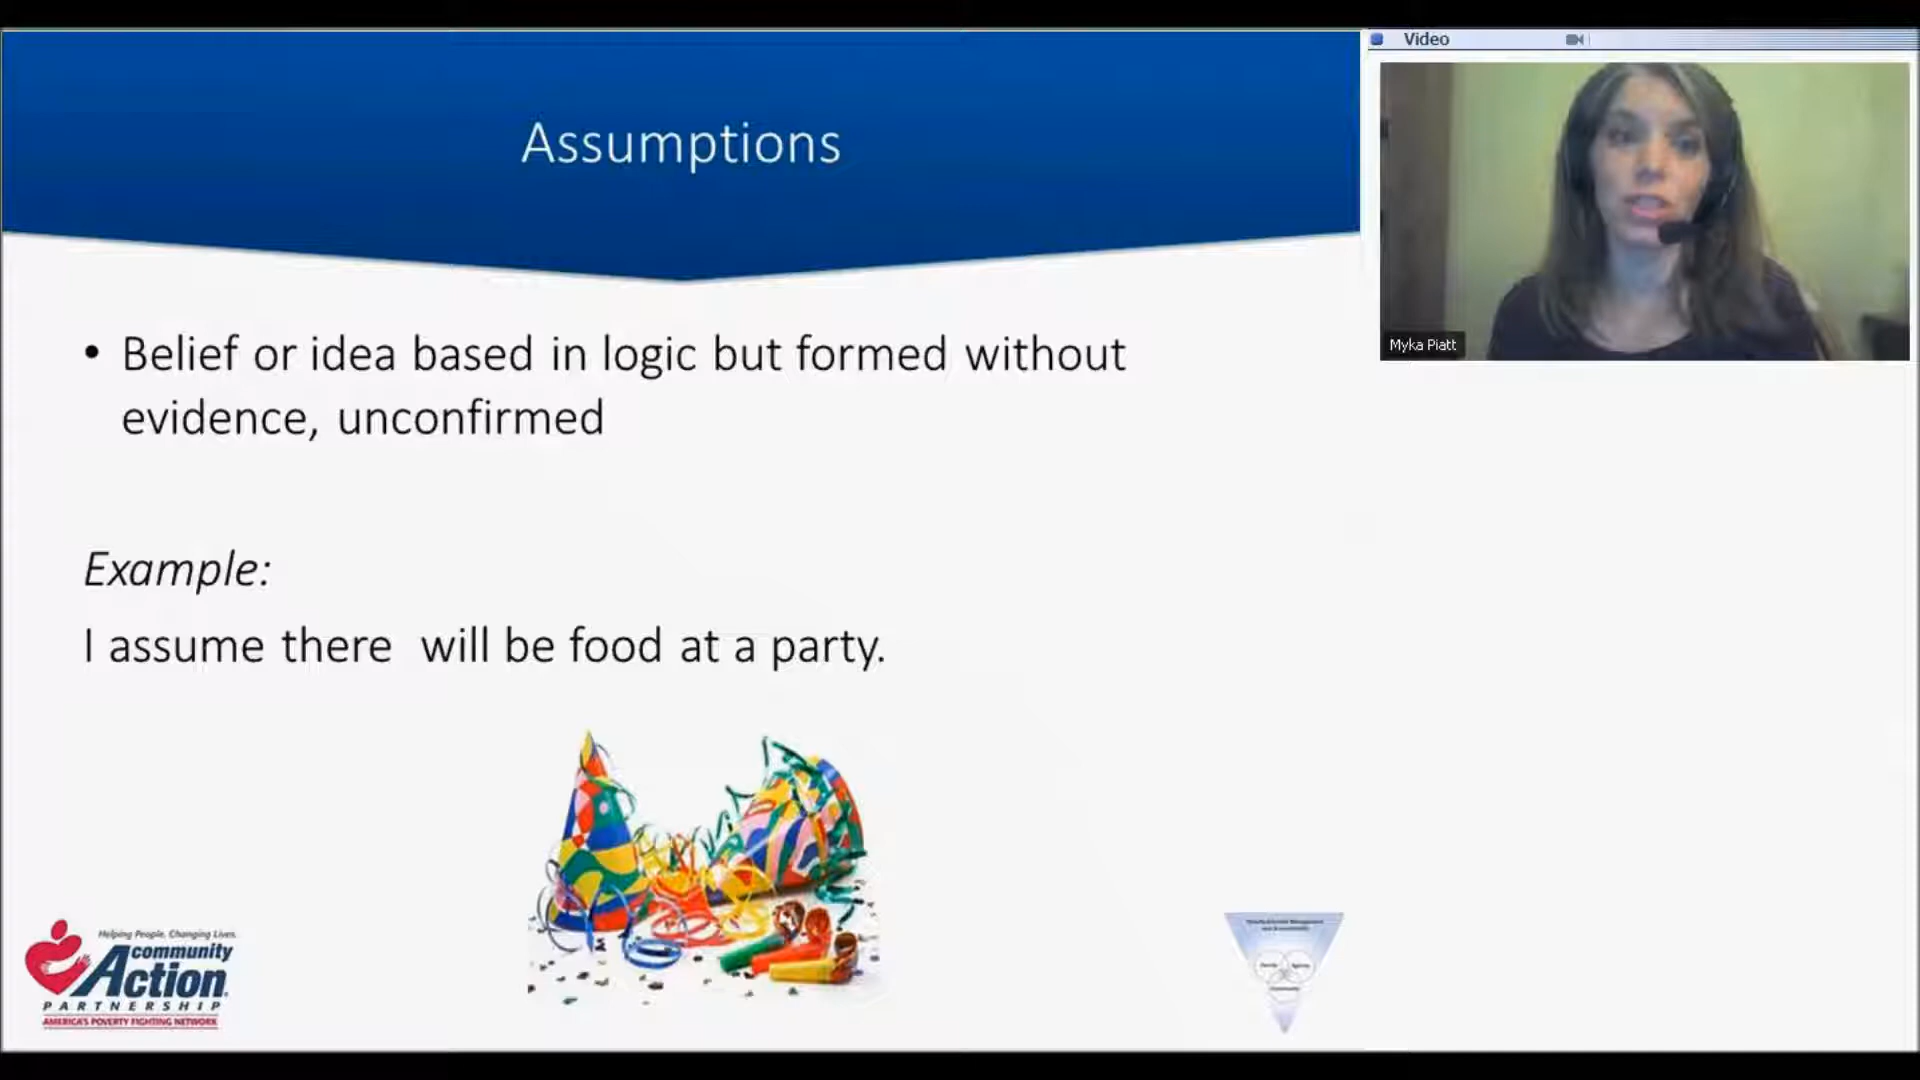 Video
Assumptions
Myka Piatt
• Belief or idea based in logic but formed without
evidence, unconfirmed
Example:
I assume there  will be food at a party.
Helping People. Changing Lives.
community
Action
PARTNERSHIP
AMERICA'S POVERTY FIGHTING NETWORK